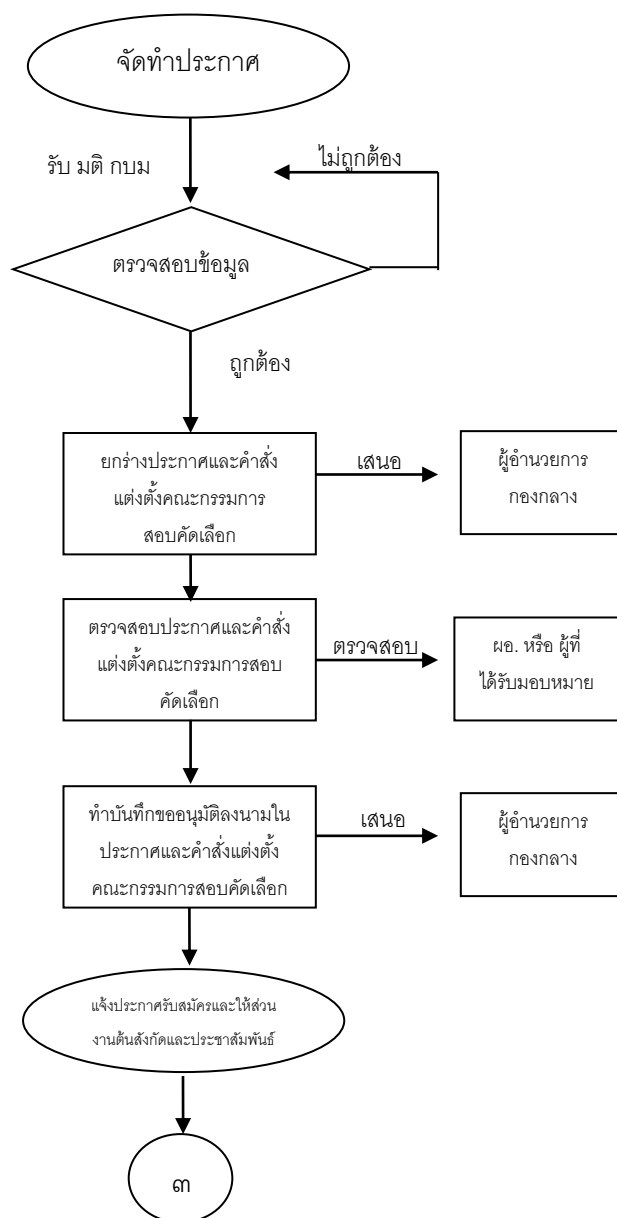 จัดทำประกาศ
รับ มติ กบม
ไม่ถูกต้อง
ตรวจสอบข้อมูล
ถูกต้อง
ยกร่างประกาศและคำสั่ง
แต่งตั้งคณะกรรมการ
สอบคัดเลือก
เสนอ
ผู้อำนวยการ
กองกลาง
ตรวจสอบประกาศและคำสั่ง
แต่งตั้งคณะกรรมการสอบ
คัดเลือก
ตรวจสอบ
ผอ. หรือ ผู้ที่
ได้รับมอบหมาย
ทำบันทึกขออนุมัติลงนามใน
ประกาศและคำสั่งแต่งตั้ง
คณะกรรมการสอบคัดเลือก
เสนอ
ผู้อำนวยการ
กองกลาง
แจ้งประกาศรับสมัครและให้ส่วน
งานต้นสังกัดและประชาสัมพันธ์
๓